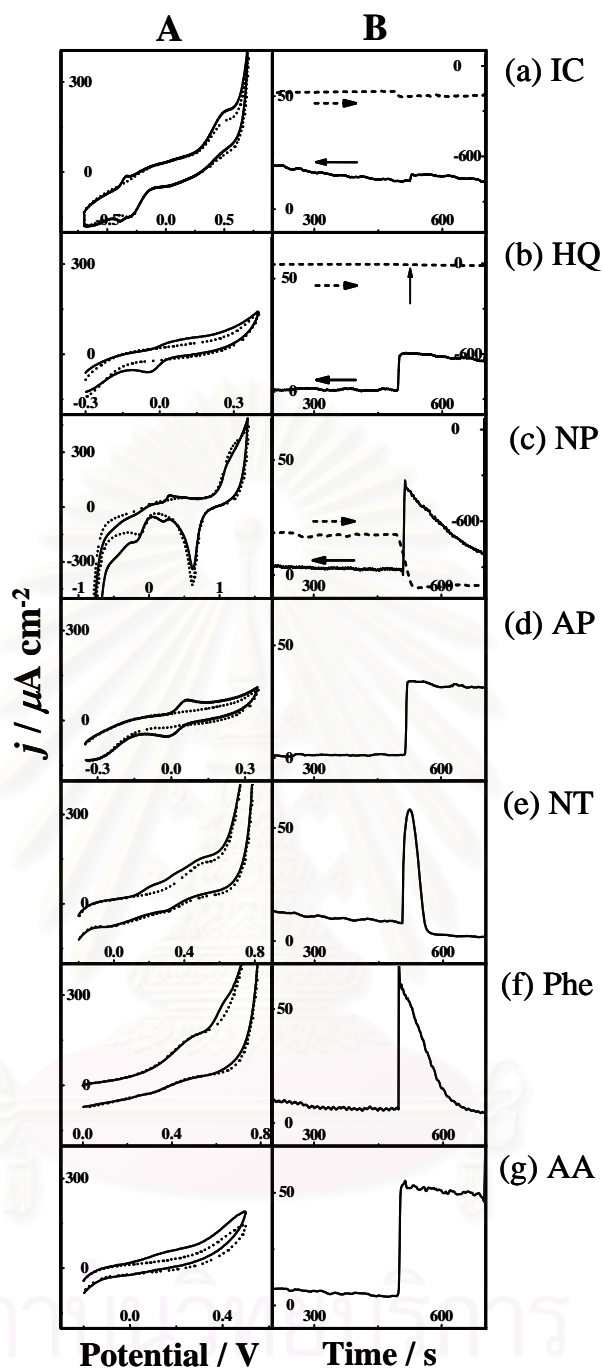 A B
300 0 (a) IC
50
0 -600
-0.5 0.0 0.5 0 300 600
300 0 (b) HQ
50
0 -600
-0.3 0.0 0.3 0 300 600
300 0 (c) NP
50
0 -600
-300 0
-1 0 1 300 -600 600
j / μA cm-2
300 (d) AP
50
0 0
-0.3 0.0 0.3 300 600
300 (e) NT
50
0 0
0.0 0.4 0.8 300 600
300 (f) Phe
50
0 0
0.0 0.4 0.8 300 600
300 (g) AA
50
0 0
0.0 0.4 300 600
Potential / V Time / s